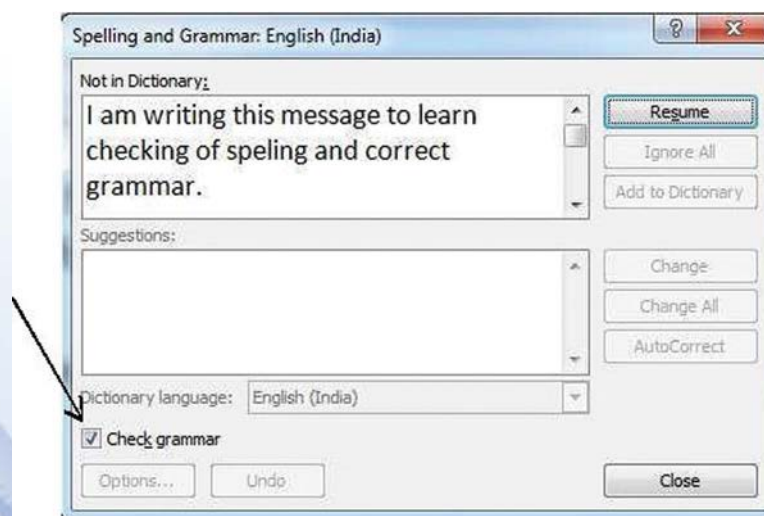 Spelling and Grammar: English (India)
Not in Dictionary:
I am writing this message to learn
checking of speling and correct
grammar.
Resume
Ignore All
Add to Dictionary
Suggestions:
Change
Change All
AutoCorrect
Dictionary language: English (India)
Check grammar
Options... Undo Close